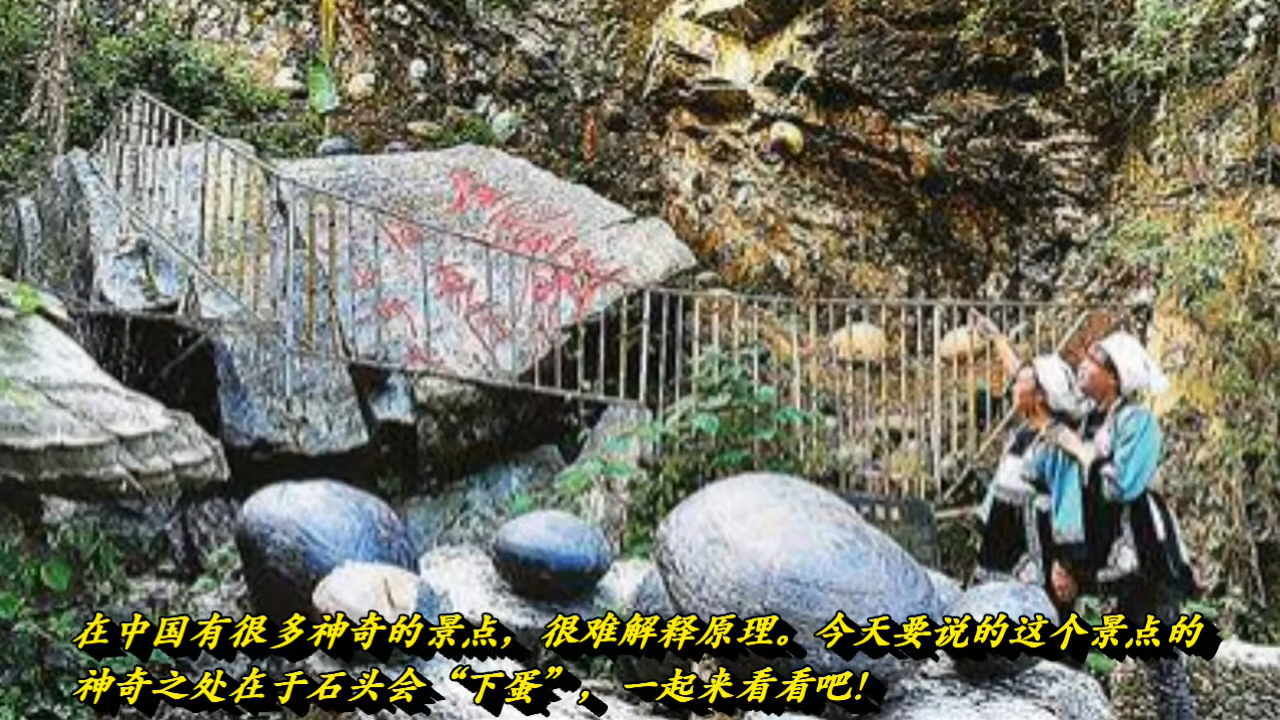 在中国有很多神奇的景点，很难解释原理。今天要说的这个景点的
神奇之处在于石头会“下蛋”，一起来看看吧！